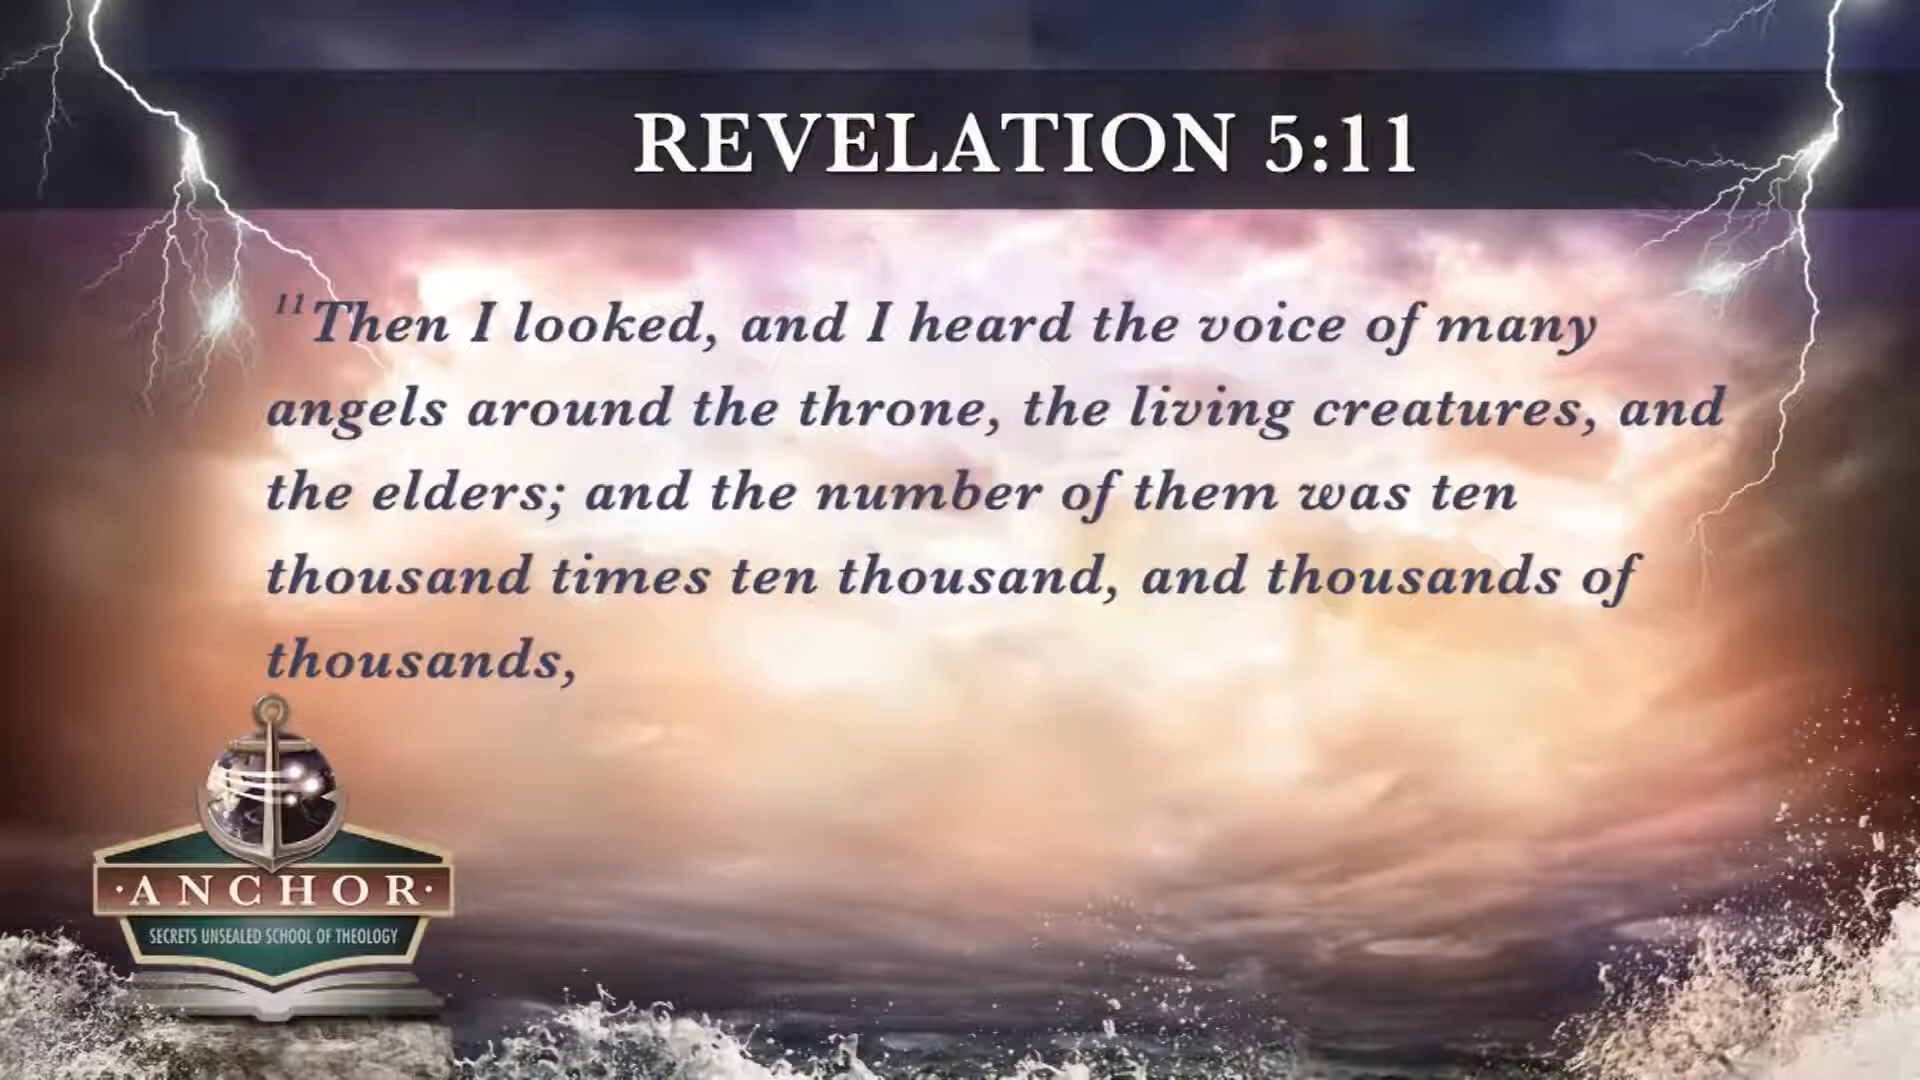 REVELATION 5:11
11Then I looked, and I heard the voice of many
angels around the throne, the living creatures, and
the elders; and the number of them was ten
thousand times ten thousand, and thousands of
thousands,
·ANCHOR·
SECRETS UNSEALED SCHOOL OF THEOLOGY